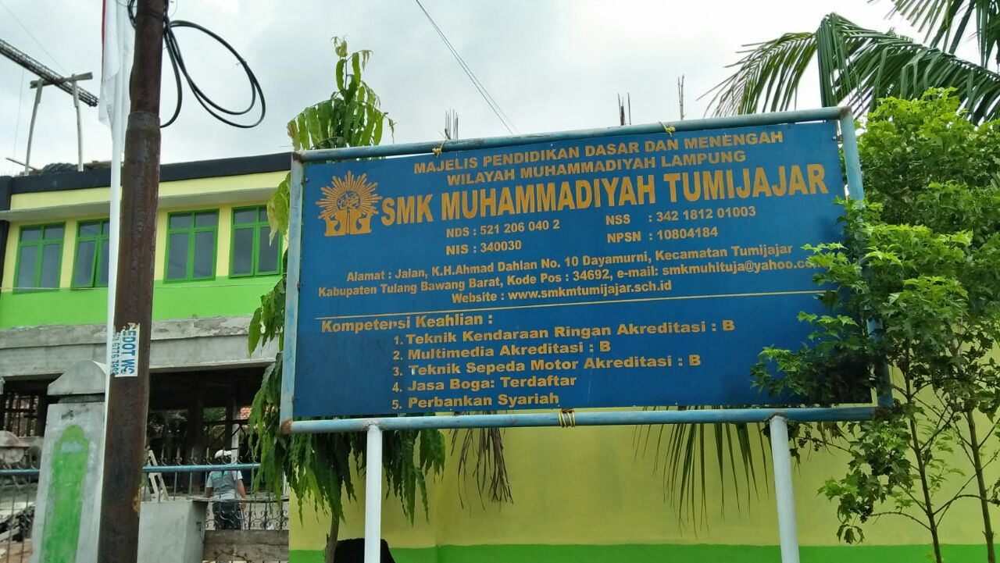 MAJELIS PENDIDIKAN DASAR DAN MENENGAH
WILAYAH MUHAMMADIYAH LAMPUNG
SMK MUHAMMADIYAH TUMIJAJAR
NDS : 521 206 040 2
NSS : 342 1812 01003
NIS : 340030
NPSN : 10804184
Alamat : Jalan, K.H.Ahmad Dahlan No. 10 Dayamurni, Kecamatan Tumijajar
Kabupaten Tulang Bawang Barat, Kode Pos : 34692, e-mail: smkmuhituja@yahoo.co
Website : www.smkmtumijajar.sch.id
Kompetensi Keahlian :
1. Teknik Kendaraan Ringan Akreditasi : B
2. Multimedia Akreditasi : B
3. Teknik Sepeda Motor Akreditasi : B
4. Jasa Boga: Terdaftar
5. Perbankan Syariah
EDOT WC